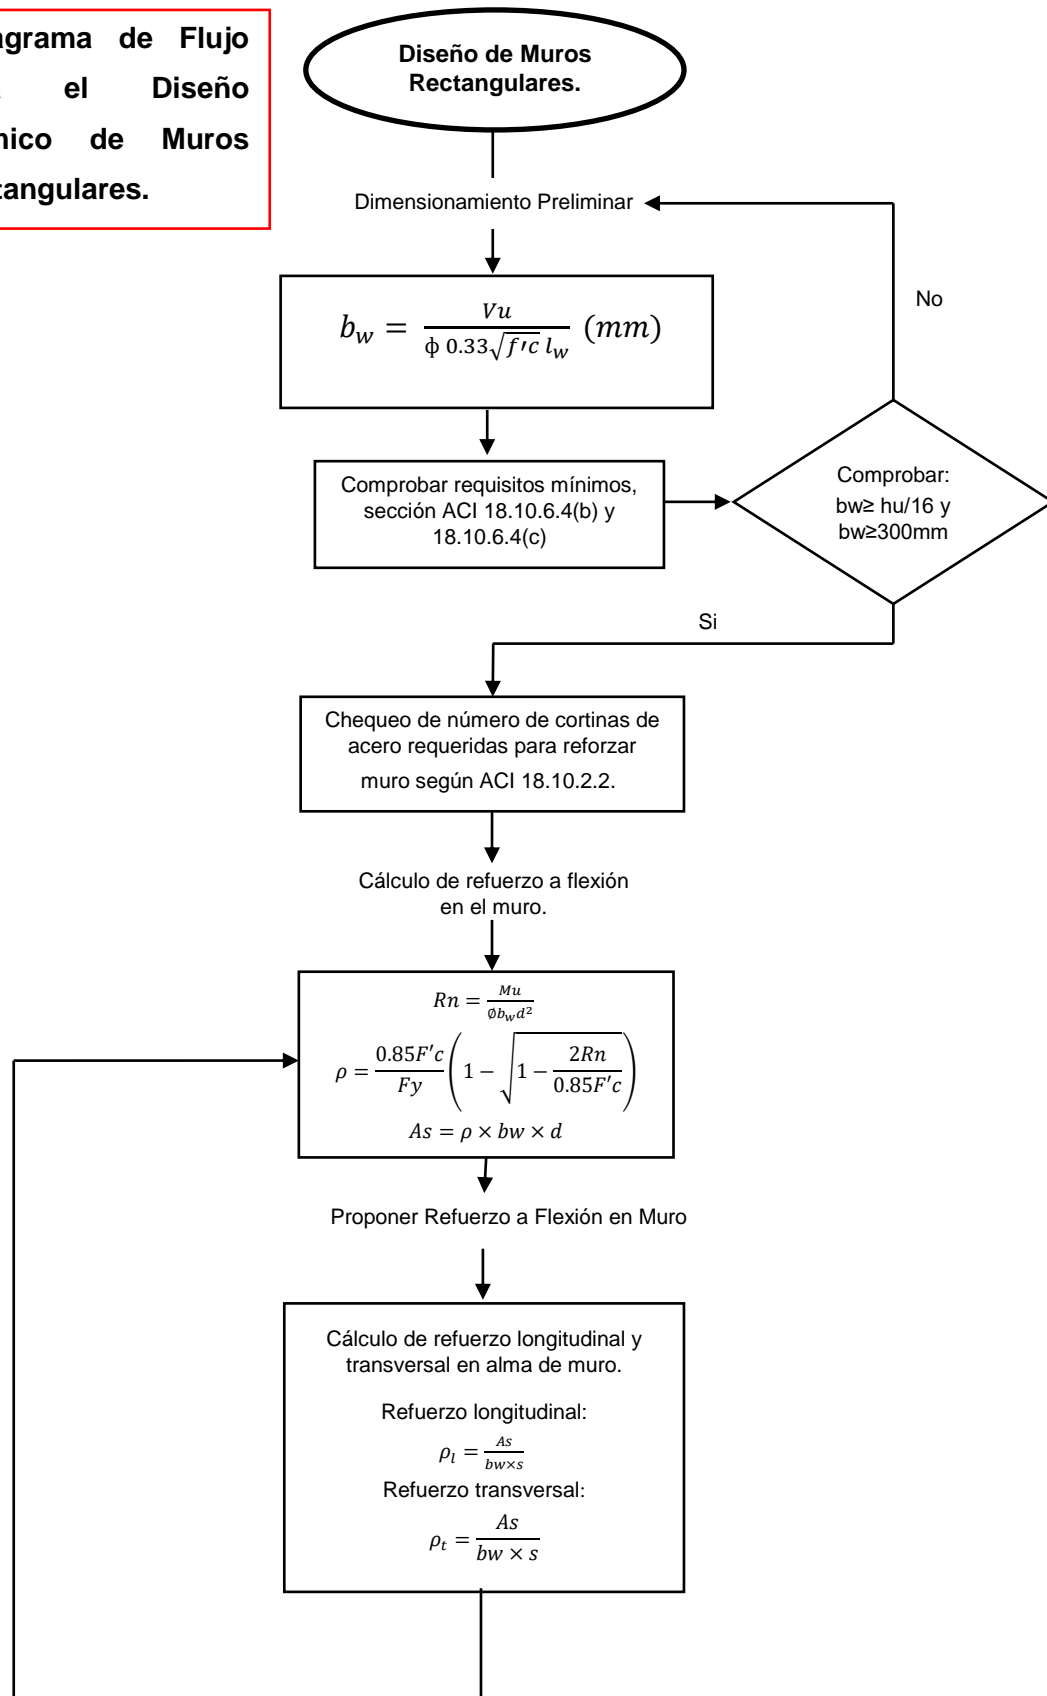 grama de Flujo
el Diseño
nico de Muros
tangulares.
Diseño de Muros
Rectangulares.
Dimensionamiento Preliminar
No
b_w = Vu / ϕ 0.33√f′c l_w (mm)
Comprobar requisitos mínimos,
sección ACI 18.10.6.4(b) y
18.10.6.4(c)
Comprobar:
bw≥ hu/16 y
bw≥300mm
Si
Chequeo de número de cortinas de
acero requeridas para reforzar
muro según ACI 18.10.2.2.
Cálculo de refuerzo a flexión
en el muro.
Rn = Mu / ∅b_w d²
ρ = 0.85F′c / Fy (1 − √(1 − 2Rn / 0.85F′c))
As = ρ × bw × d
Proponer Refuerzo a Flexión en Muro
Cálculo de refuerzo longitudinal y
transversal en alma de muro.
Refuerzo longitudinal:
ρ_l = As / bw×s
Refuerzo transversal:
ρ_t = As / bw × s